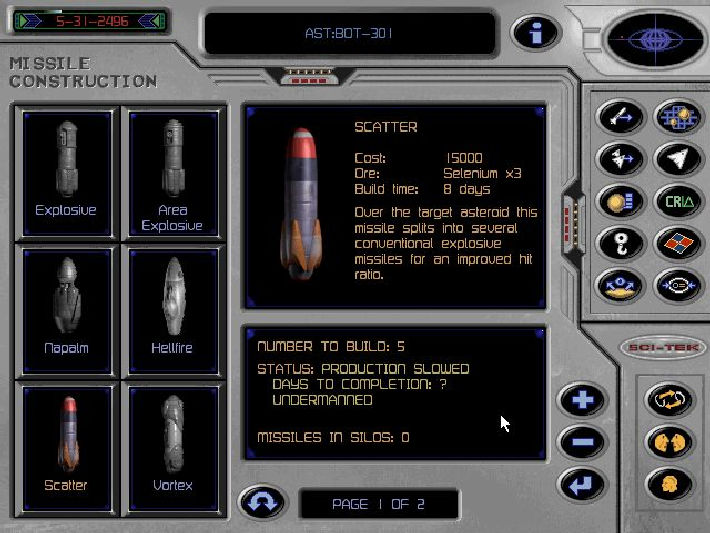 5-31-2496
AST:BOT-301
MISSILE
CONSTRUCTION
Explosive
Area
Explosive
Napalm
Hellfire
Scatter
Vortex
SCATTER
Cost: 15000
Ore: Selenium x3
Build time: 8 days
Over the target asteroid this
missile splits into several
conventional explosive
missiles for an improved hit
ratio.
NUMBER TO BUILD: 5
STATUS: PRODUCTION SLOWED
DAYS TO COMPLETION: ?
UNDERMANNED
MISSILES IN SILOS: 0
PAGE 1 OF 2
CRIA
SCI-TEK